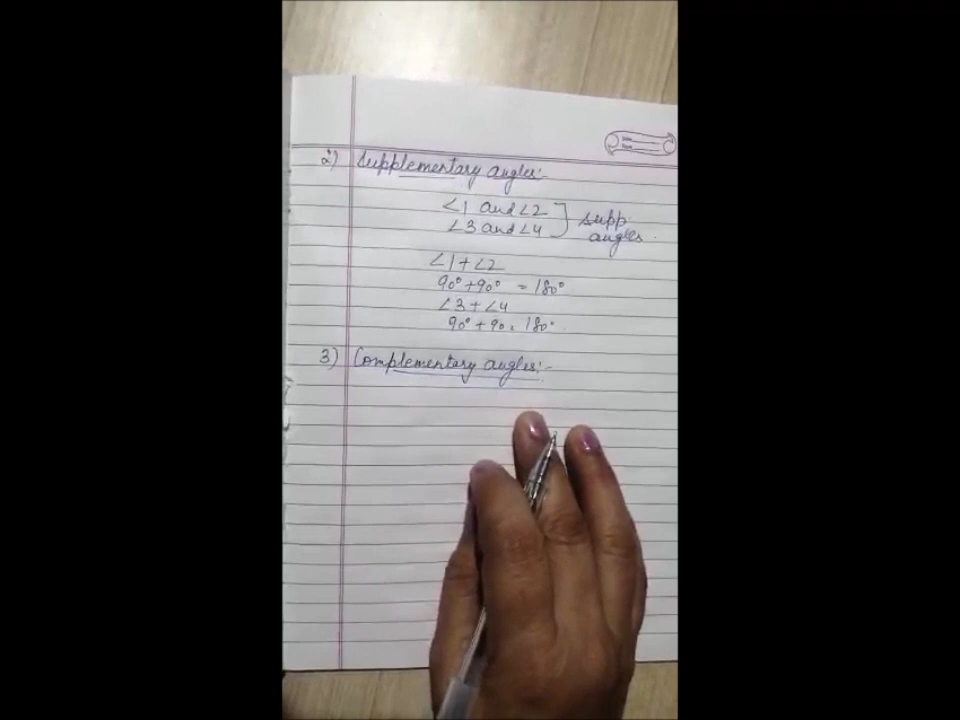 2) Supplementary angles:-
∠1 and ∠2 ] supp.
∠3 and ∠4 ] angles.
∠1 + ∠2
90° + 90° = 180°
∠3 + ∠4
90° + 90 = 180°
3) Complementary angles:-